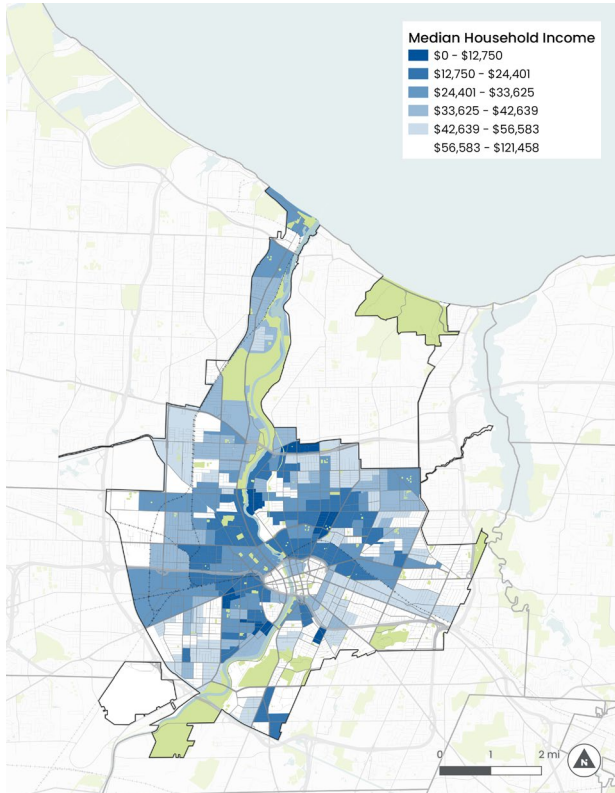 Median Household Income
$0 - $12,750
$12,750 - $24,401
$24,401 - $33,625
$33,625 - $42,639
$42,639 - $56,583
$56,583 - $121,458
0 1 2 mi
N